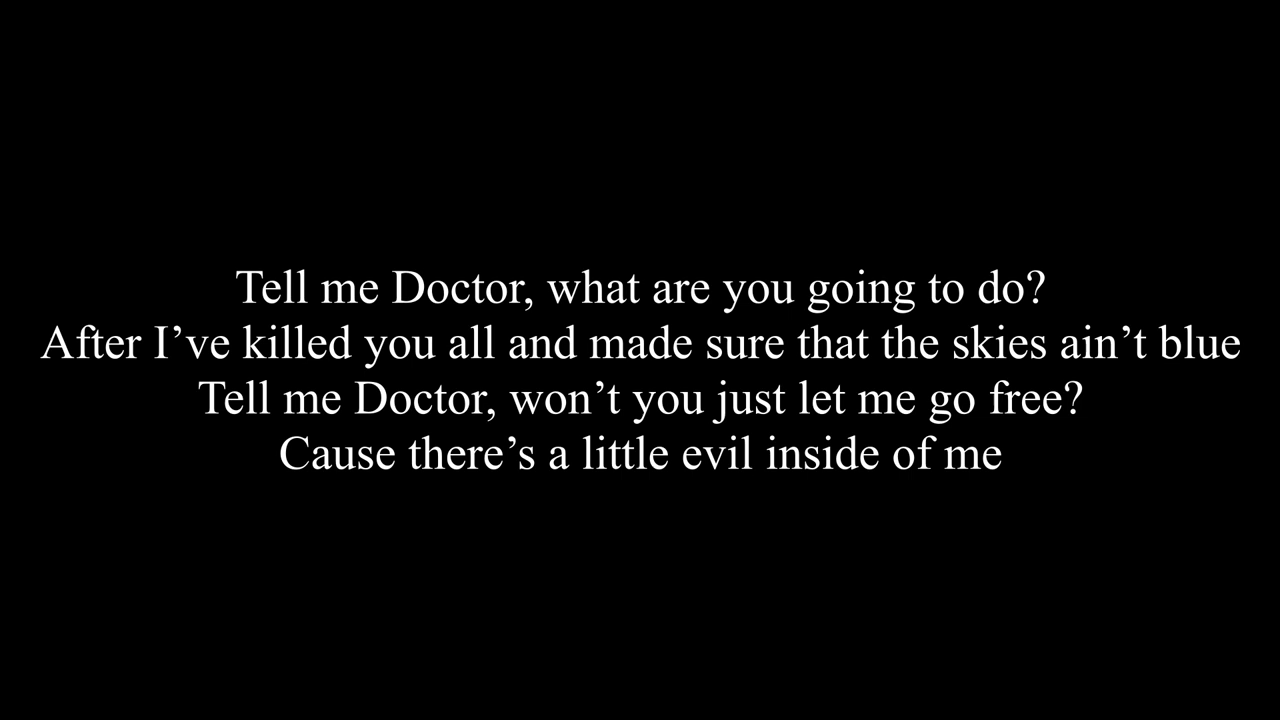 Tell me Doctor, what are you going to do?
After I’ve killed you all and made sure that the skies ain’t blue
Tell me Doctor, won’t you just let me go free?
Cause there’s a little evil inside of me